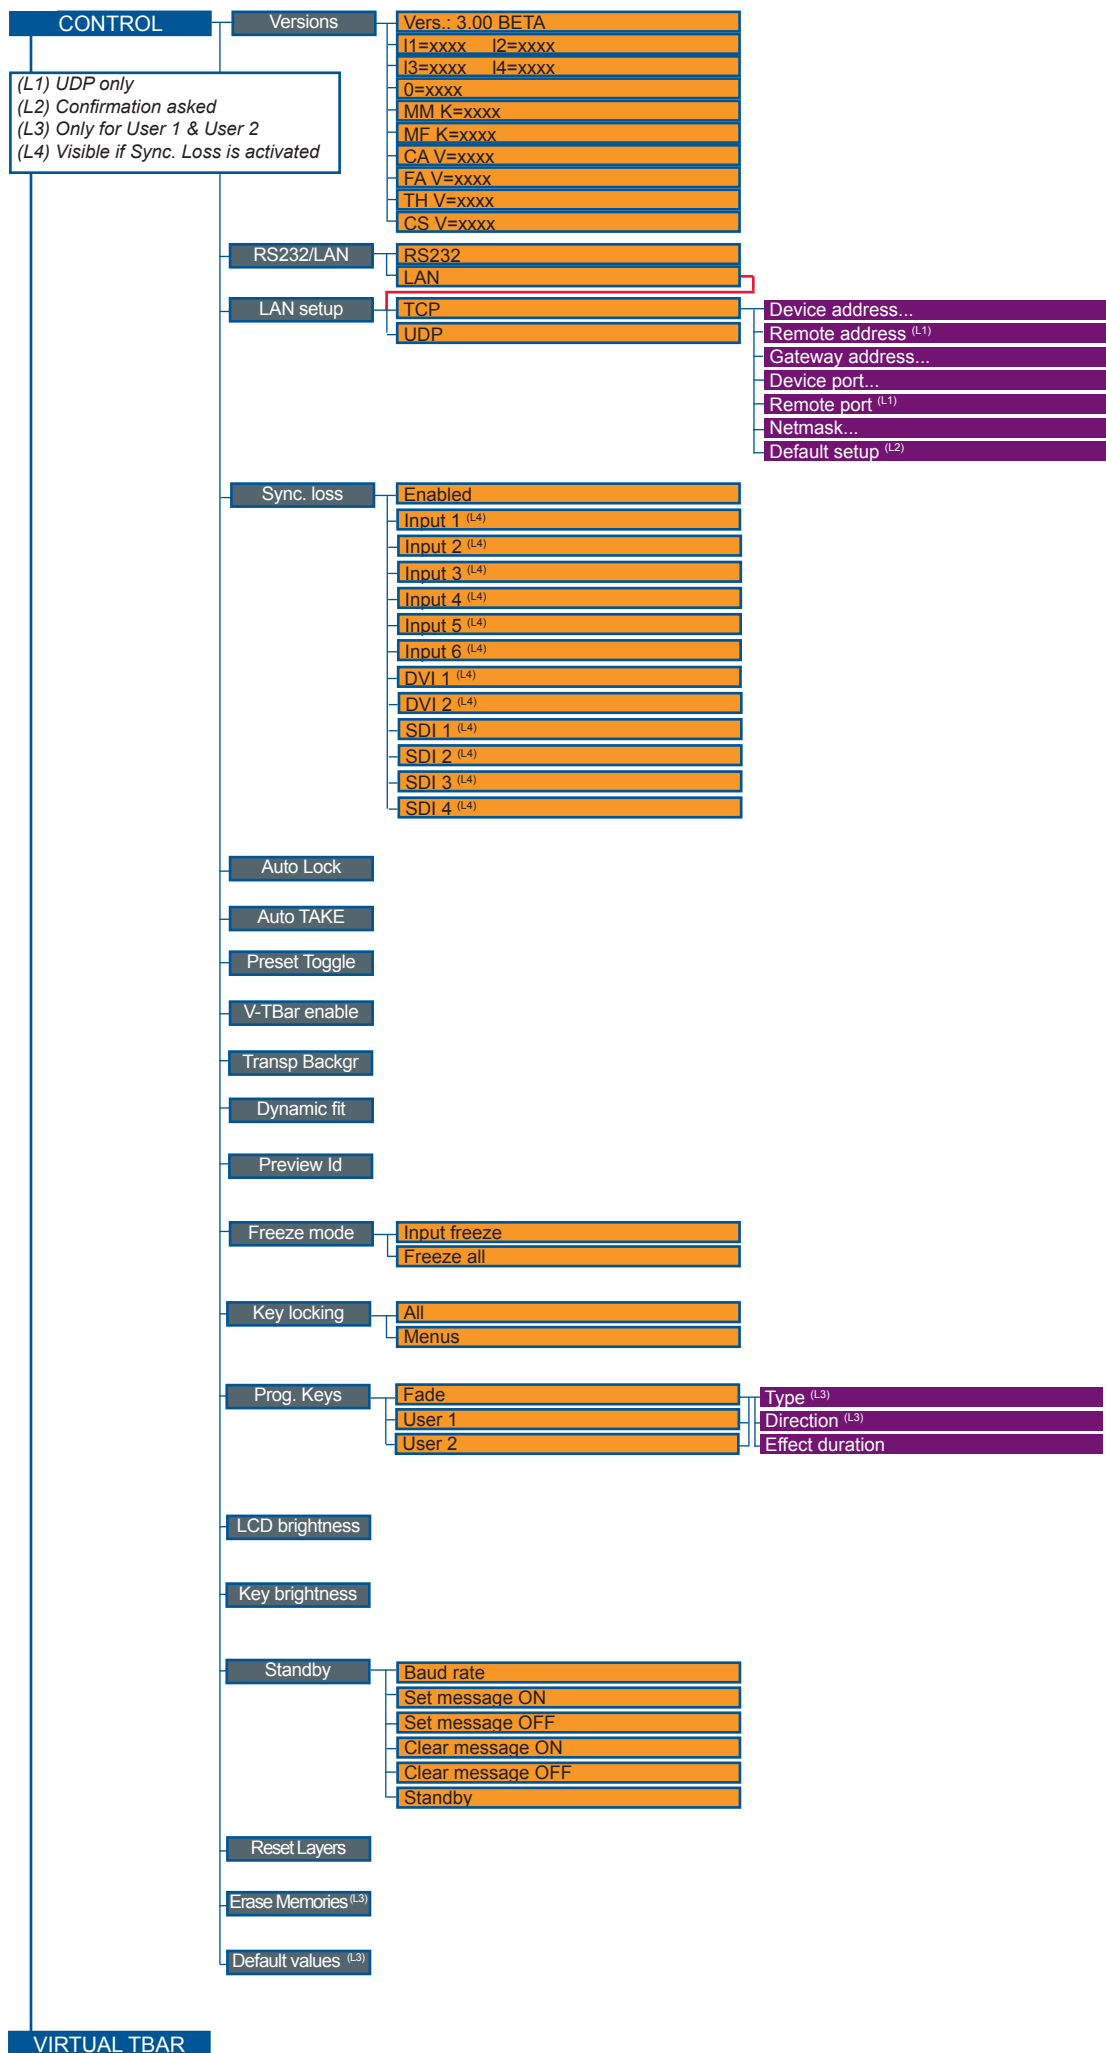 CONTROL
(L1) UDP only
(L2) Confirmation asked
(L3) Only for User 1 & User 2
(L4) Visible if Sync. Loss is activated
Versions
Vers.: 3.00 BETA
I1=xxxx I2=xxxx
I3=xxxx I4=xxxx
0=xxxx
MM K=xxxx
MF K=xxxx
CA V=xxxx
FA V=xxxx
TH V=xxxx
CS V=xxxx
RS232/LAN
RS232
LAN
LAN setup
TCP
UDP
Device address...
Remote address (L1)
Gateway address...
Device port...
Remote port (L1)
Netmask...
Default setup (L2)
Sync. loss
Enabled
Input 1 (L4)
Input 2 (L4)
Input 3 (L4)
Input 4 (L4)
Input 5 (L4)
Input 6 (L4)
DVI 1 (L4)
DVI 2 (L4)
SDI 1 (L4)
SDI 2 (L4)
SDI 3 (L4)
SDI 4 (L4)
Auto Lock
Auto TAKE
Preset Toggle
V-TBar enable
Transp Backgr
Dynamic fit
Preview Id
Freeze mode
Input freeze
Freeze all
Key locking
All
Menus
Prog. Keys
Fade
User 1
User 2
Type (L3)
Direction (L3)
Effect duration
LCD brightness
Key brightness
Standby
Baud rate
Set message ON
Set message OFF
Clear message ON
Clear message OFF
Standby
Reset Layers
Erase Memories (L3)
Default values (L3)
VIRTUAL TBAR